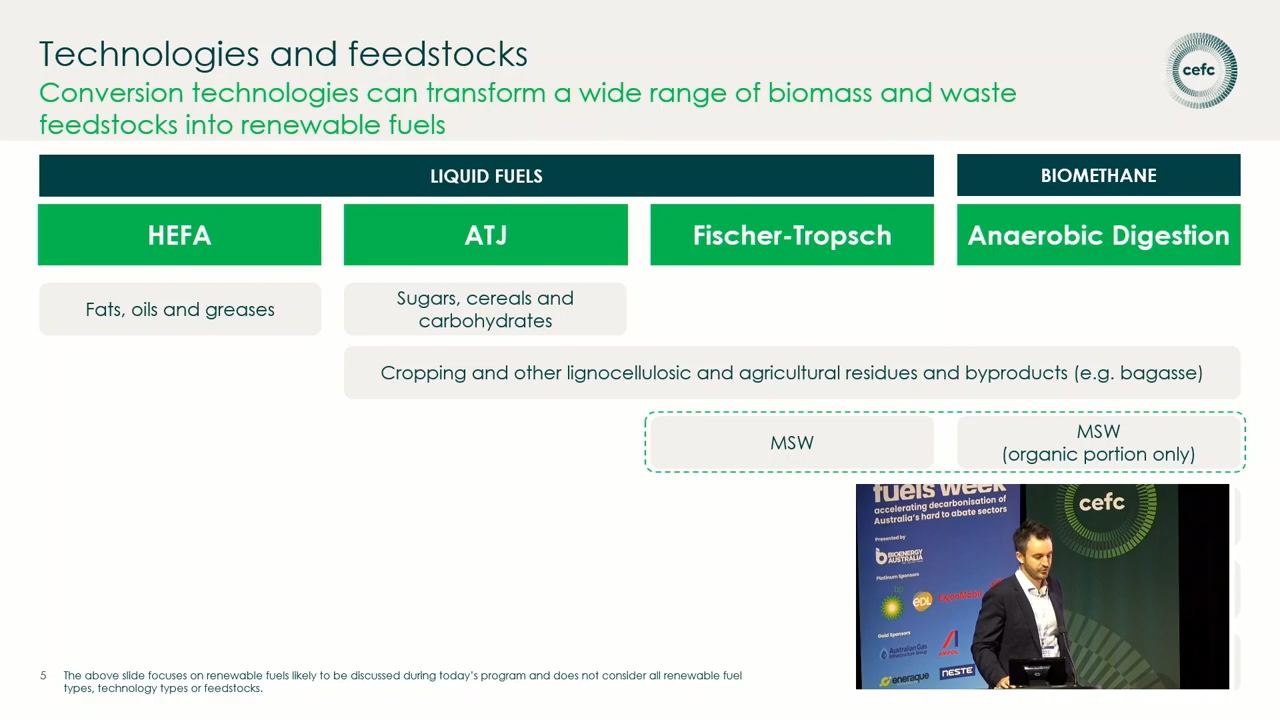 Technologies and feedstocks
Conversion technologies can transform a wide range of biomass and waste
feedstocks into renewable fuels
cefc
LIQUID FUELS
BIOMETHANE
HEFA
ATJ
Fischer-Tropsch
Anaerobic Digestion
Fats, oils and greases
Sugars, cereals and
carbohydrates
Cropping and other lignocellulosic and agricultural residues and byproducts (e.g. bagasse)
MSW
MSW
(organic portion only)
fuels week
accelerating decarbonisation of
Australia's hard to abate sectors
Presented by
BIOENERGY
AUSTRALIA
Platinum Sponsors
bp
edl
Gold Sponsors
Australian Gas
Infrastructure Group
AMPOL
eneraque
NESTE
cefc
5
The above slide focuses on renewable fuels likely to be discussed during today's program and does not consider all renewable fuel
types, technology types or feedstocks.